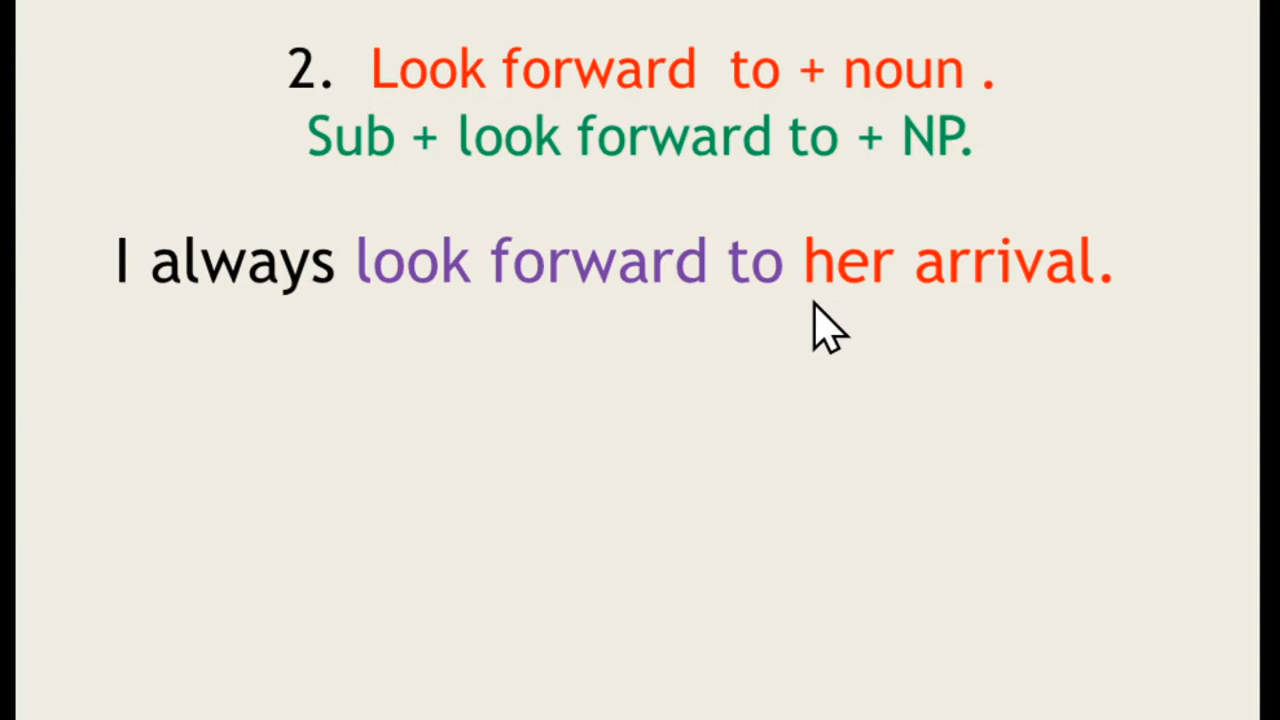 2. Look forward to + noun .
Sub + look forward to + NP.
I always look forward to her arrival.